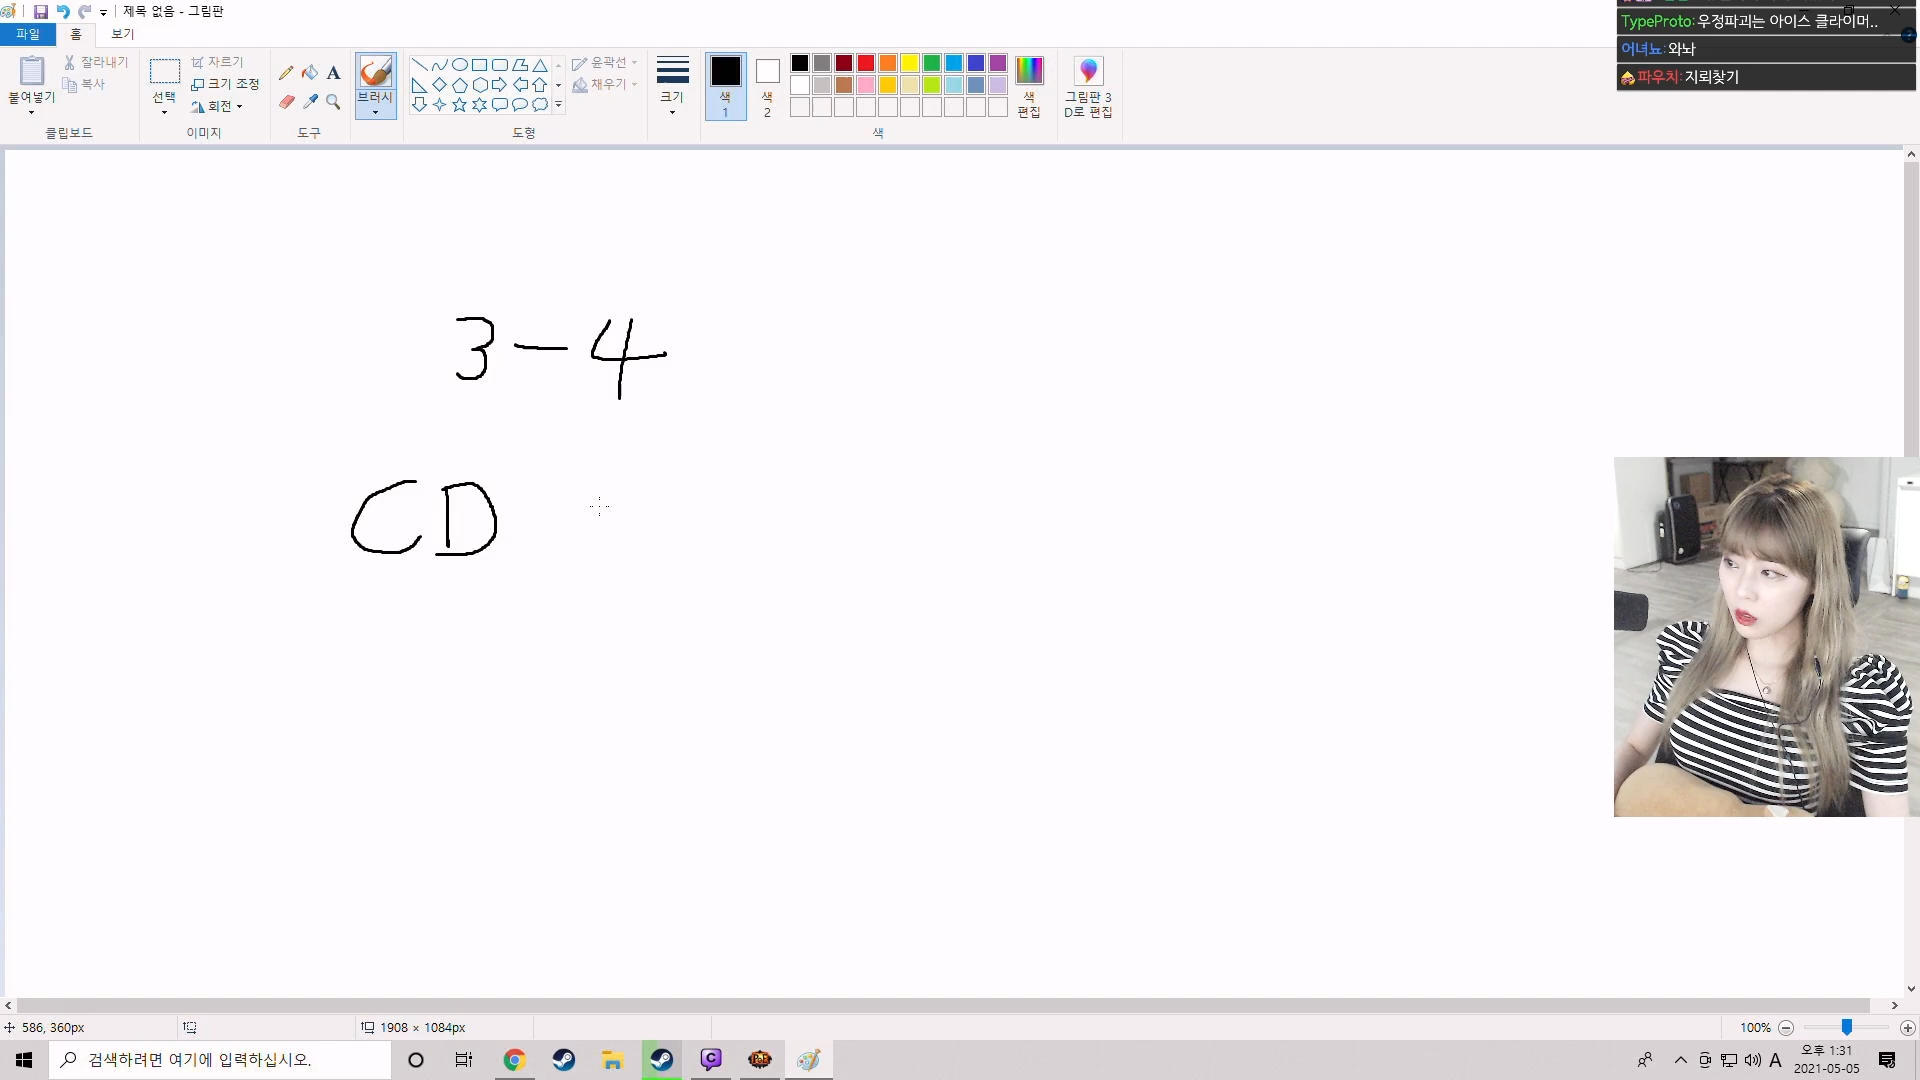 제목 없음 - 그림판
파일 홈 보기
붙여넣기
잘라내기
복사
클립보드
선택
자르기
크기 조정
회전
이미지
A
도구
브러시
윤곽선
채우기
도형
크기
색 1
색 2
색
색 편집
그림판 3D로 편집
TypeProto: 우정파괴는 아이스 클라이머..
어녀뇨: 와놔
파우치: 지뢰찾기
3-4
CD
586, 360px
1908 × 1084px
100%
검색하려면 여기에 입력하십시오.
A
오후 1:31
2021-05-05